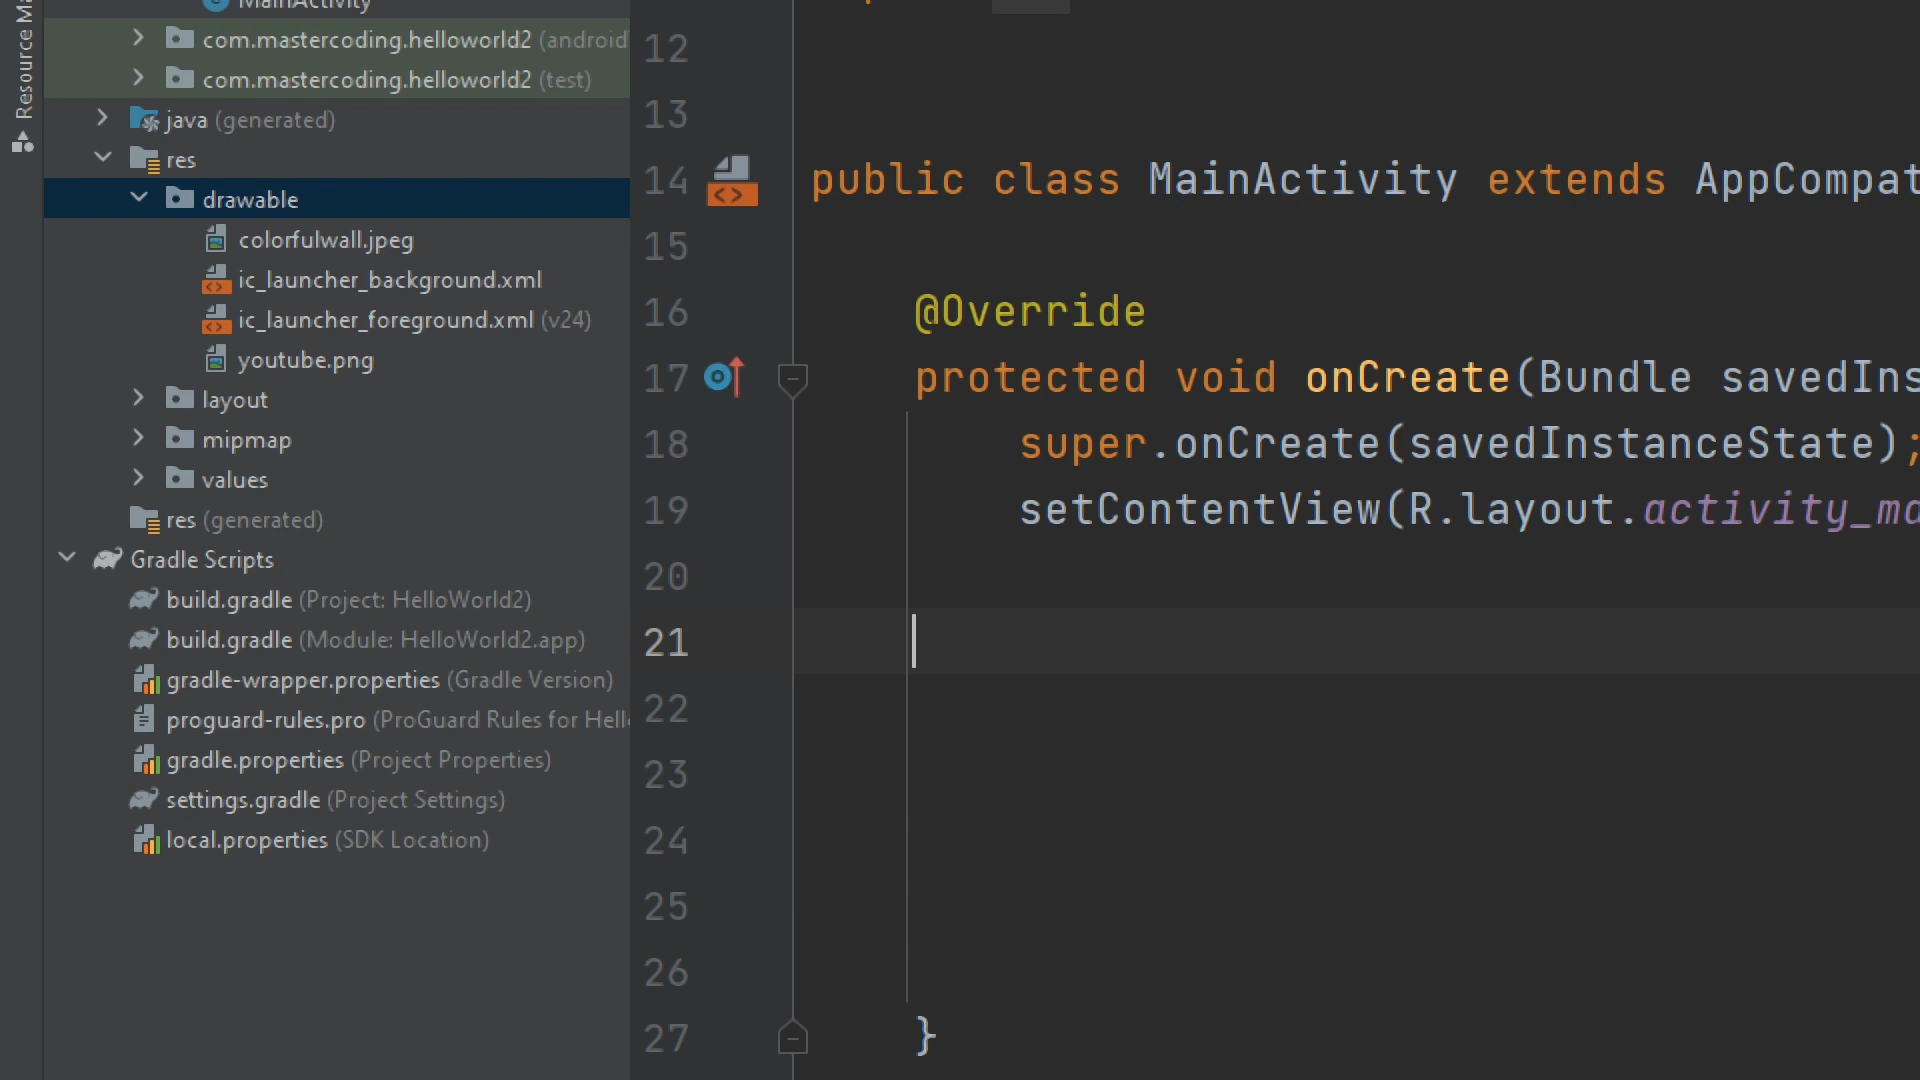 Resource Ma
MainActivity
com.mastercoding.helloworld2 (android
com.mastercoding.helloworld2 (test)
java (generated)
res
drawable
colorfulwall.jpeg
ic_launcher_background.xml
ic_launcher_foreground.xml (v24)
youtube.png
layout
mipmap
values
res (generated)
Gradle Scripts
build.gradle (Project: HelloWorld2)
build.gradle (Module: HelloWorld2.app)
gradle-wrapper.properties (Gradle Version)
proguard-rules.pro (ProGuard Rules for Hell
gradle.properties (Project Properties)
settings.gradle (Project Settings)
local.properties (SDK Location)
12
13
14 public class MainActivity extends AppCompat
15
16 @Override
17 protected void onCreate(Bundle savedIns
18 super.onCreate(savedInstanceState);
19 setContentView(R.layout.activity_ma
20
21
22
23
24
25
26
27 }